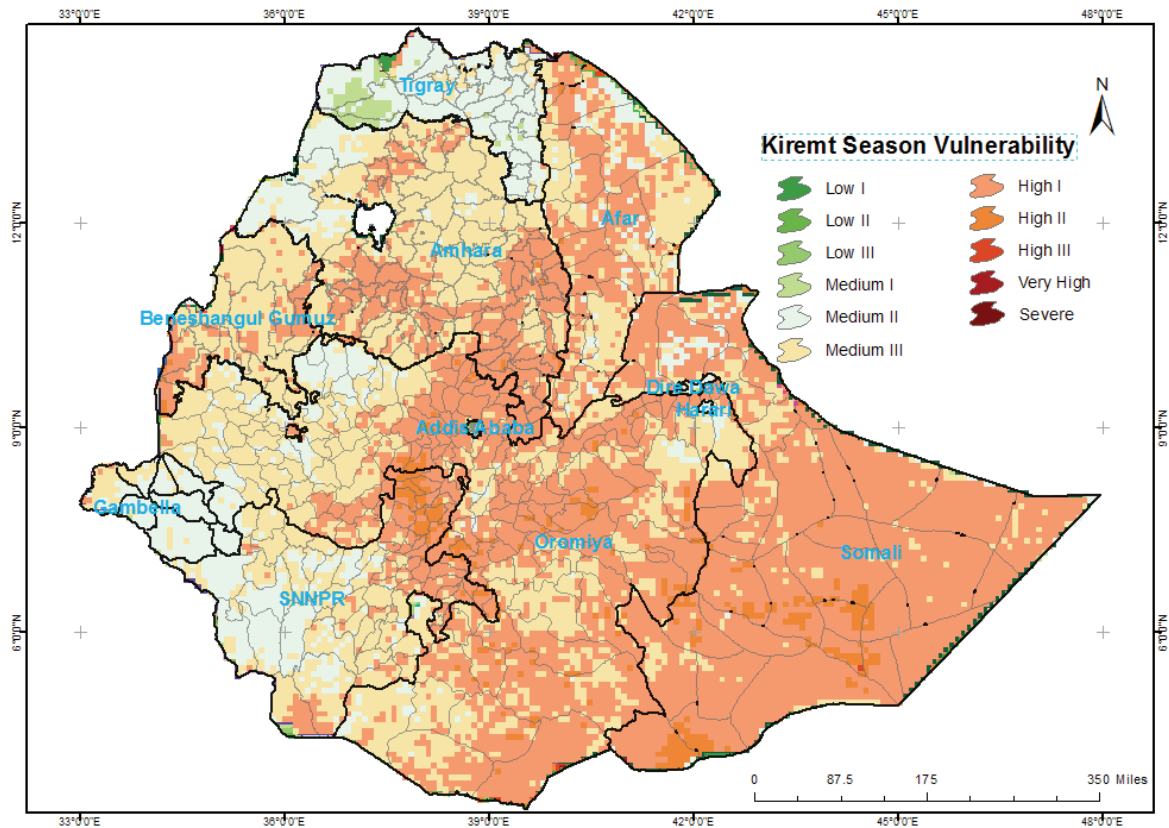 33°0'0"E 36°0'0"E 39°0'0"E 42°0'0"E 45°0'0"E 48°0'0"E
N
Kiremt Season Vulnerability
Low I
Low II
Low III
Medium I
Medium II
Medium III
High I
High II
High III
Very High
Severe
Tigray
Afar
Amhara
Beneshangul Gumuz
Dire Dawa
Harari
Addis Ababa
Gambella
Oromiya
Somali
SNNPR
12°0'0"N 12°0'0"N
9°0'0"N 9°0'0"N
6°0'0"N 6°0'0"N
0 87.5 175 350 Miles
33°0'0"E 36°0'0"E 39°0'0"E 42°0'0"E 45°0'0"E 48°0'0"E